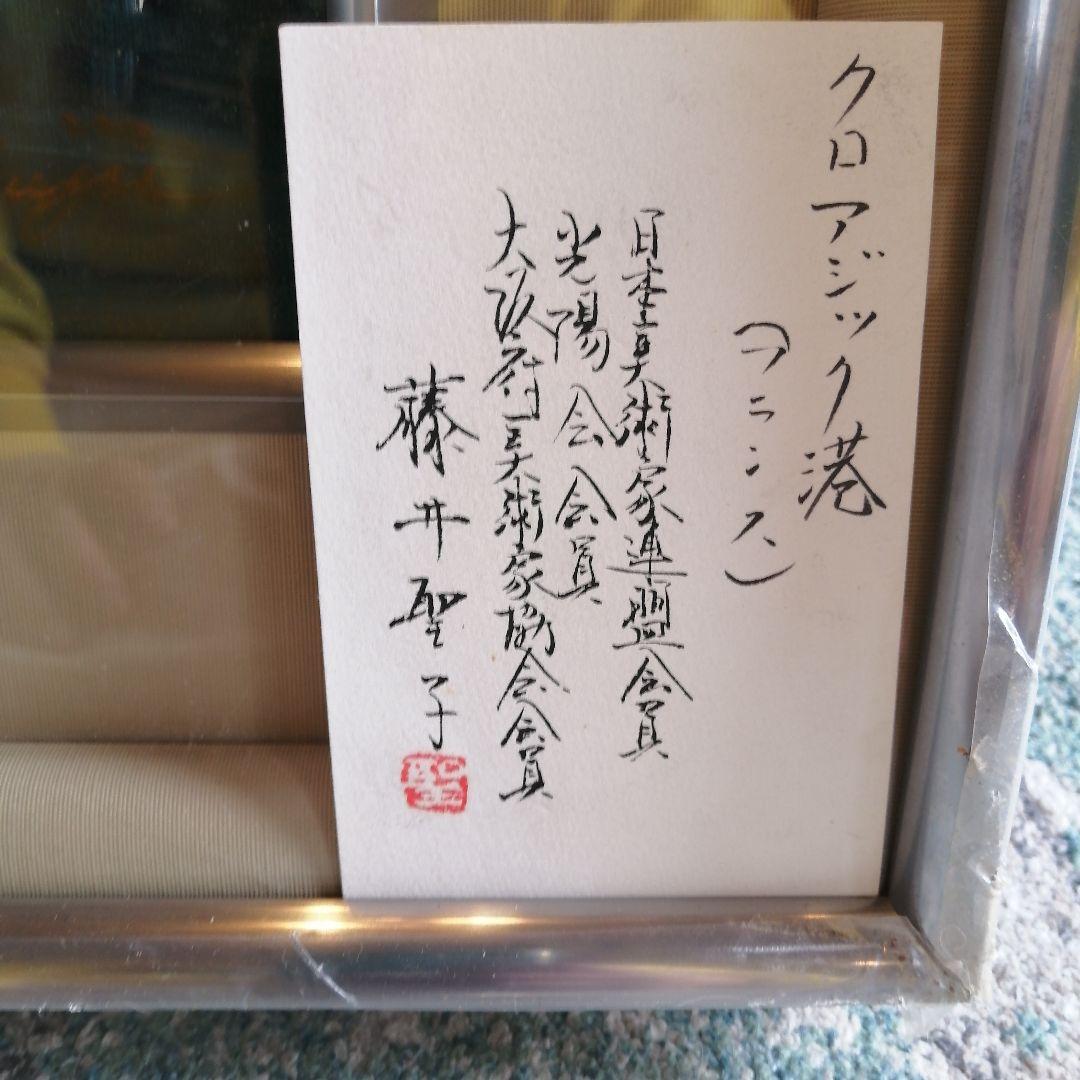 クロアジック港
(フランス)
日本美術家連盟会員
光陽会会員
大阪府美術家協会会員
藤井聖子
聖